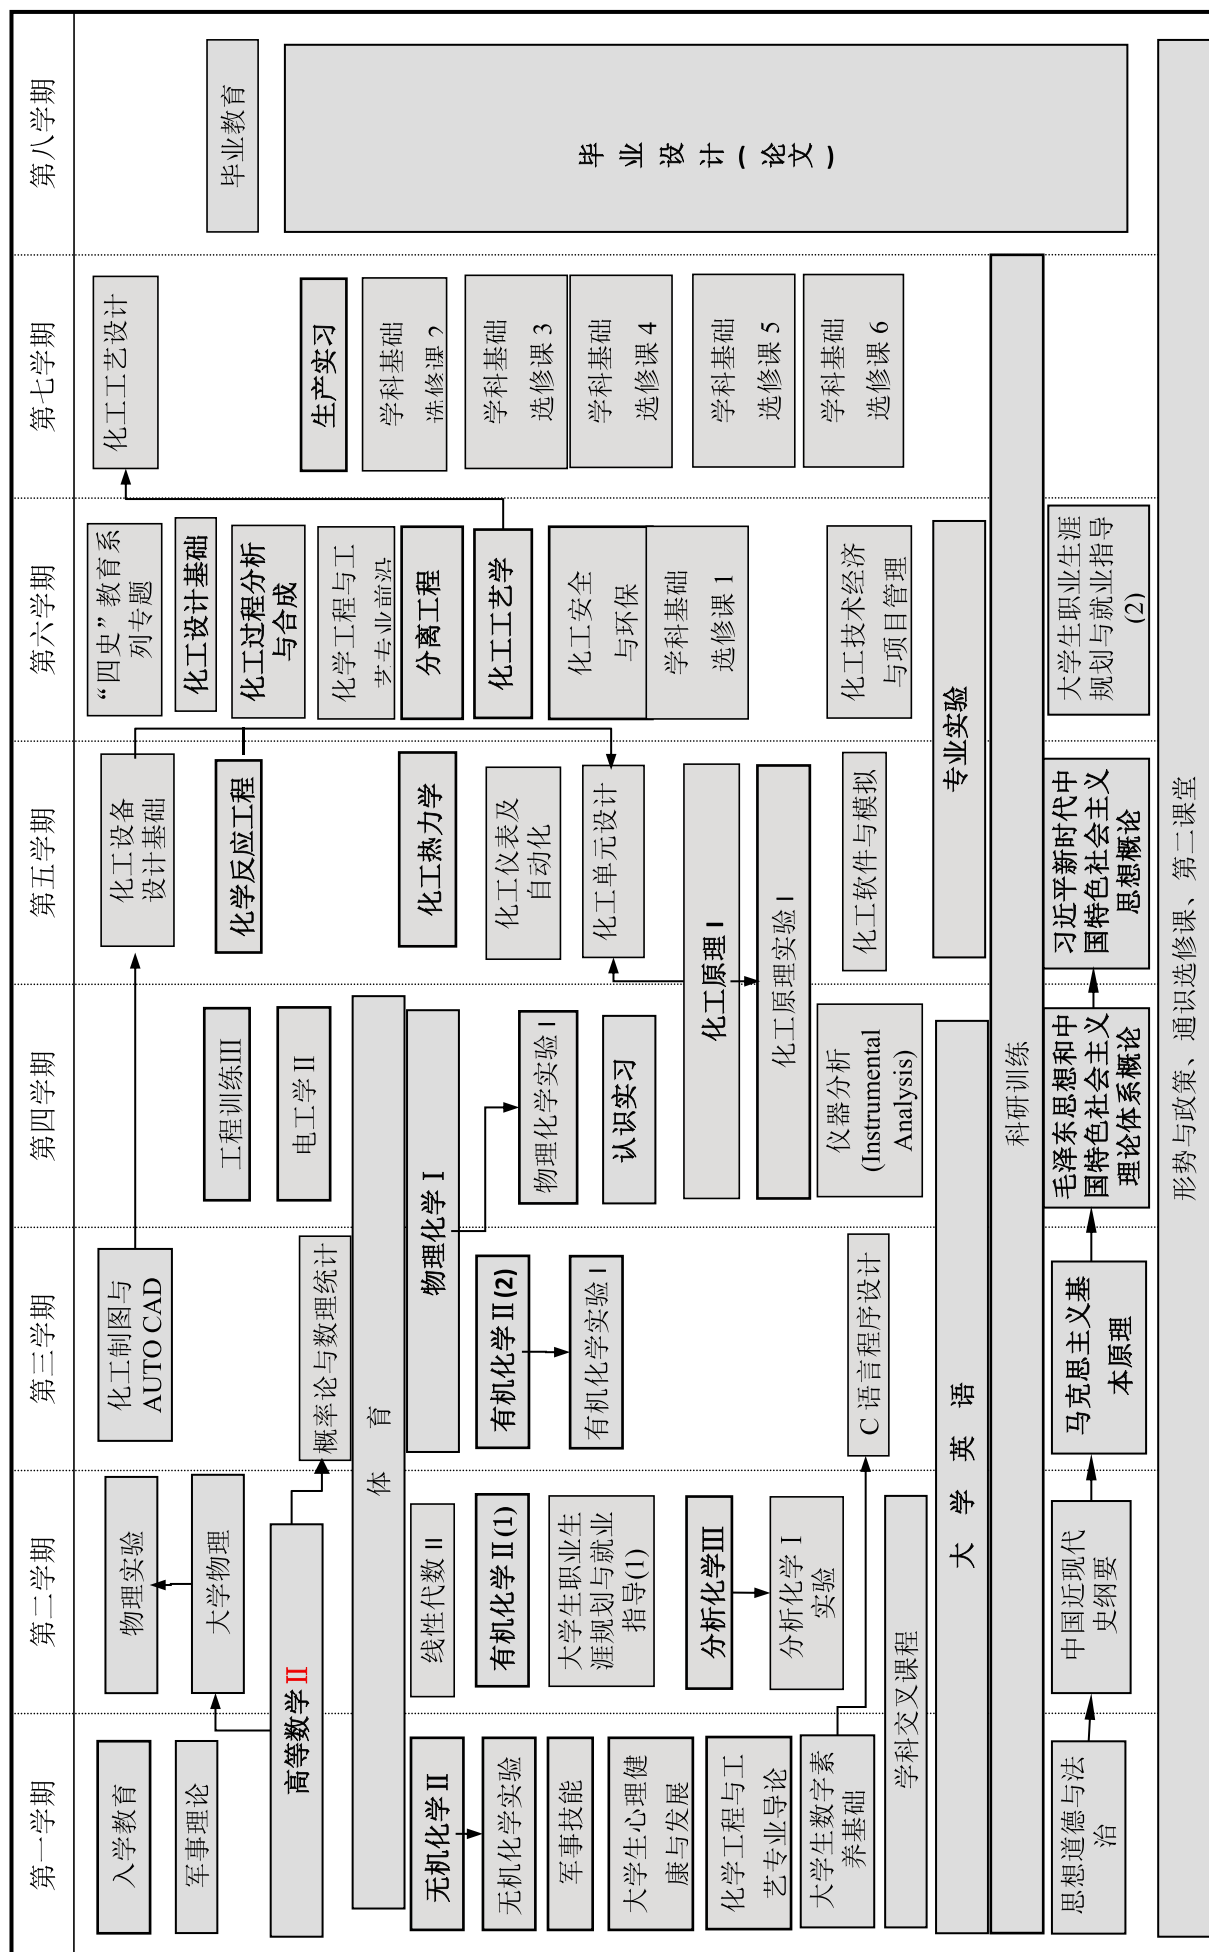 第一学期
入学教育
军事理论
高等数学 II
体 育
无机化学 II
无机化学实验
军事技能
大学生心理健
康与发展
化学工程与工
艺专业导论
大学生数字素
养基础
学科交叉课程
大 学 英 语
科研训练
思想道德与法
治
形势与政策、通识选修课、第二课堂
第二学期
物理实验
大学物理
线性代数 II
有机化学 II (1)
大学生职业生
涯规划与就业
指导(1)
分析化学III
分析化学 I
实验
中国近现代
史纲要
第三学期
化工制图与
AUTO CAD
概率论与数理统计
物理化学 I
有机化学 II (2)
有机化学实验 I
C 语言程序设计
马克思主义基
本原理
第四学期
工程训练III
电工学 II
物理化学实验 I
认识实习
化工原理 I
化工原理实验 I
仪器分析
(Instrumental
Analysis)
毛泽东思想和中
国特色社会主义
理论体系概论
第五学期
化工设备
设计基础
化学反应工程
化工热力学
化工仪表及
自动化
化工单元设计
化工软件与模拟
专业实验
习近平新时代中
国特色社会主义
思想概论
第六学期
“四史”教育系
列专题
化工设计基础
化工过程分析
与合成
化学工程与工
艺专业前沿
分离工程
化工工艺学
化工安全
与环保
学科基础
选修课 1
化工技术经济
与项目管理
大学生职业生涯
规划与就业指导
(2)
第七学期
化工工艺设计
生产实习
学科基础
选修课 2
学科基础
选修课 3
学科基础
选修课 4
学科基础
选修课 5
学科基础
选修课 6
第八学期
毕业教育
毕 业 设 计 ( 论 文 )